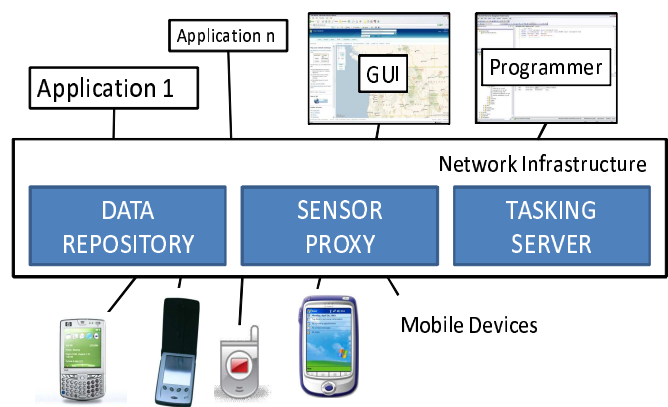 Application n
Application 1
GUI
Programmer
Network Infrastructure
DATA
REPOSITORY
SENSOR
PROXY
TASKING
SERVER
Mobile Devices